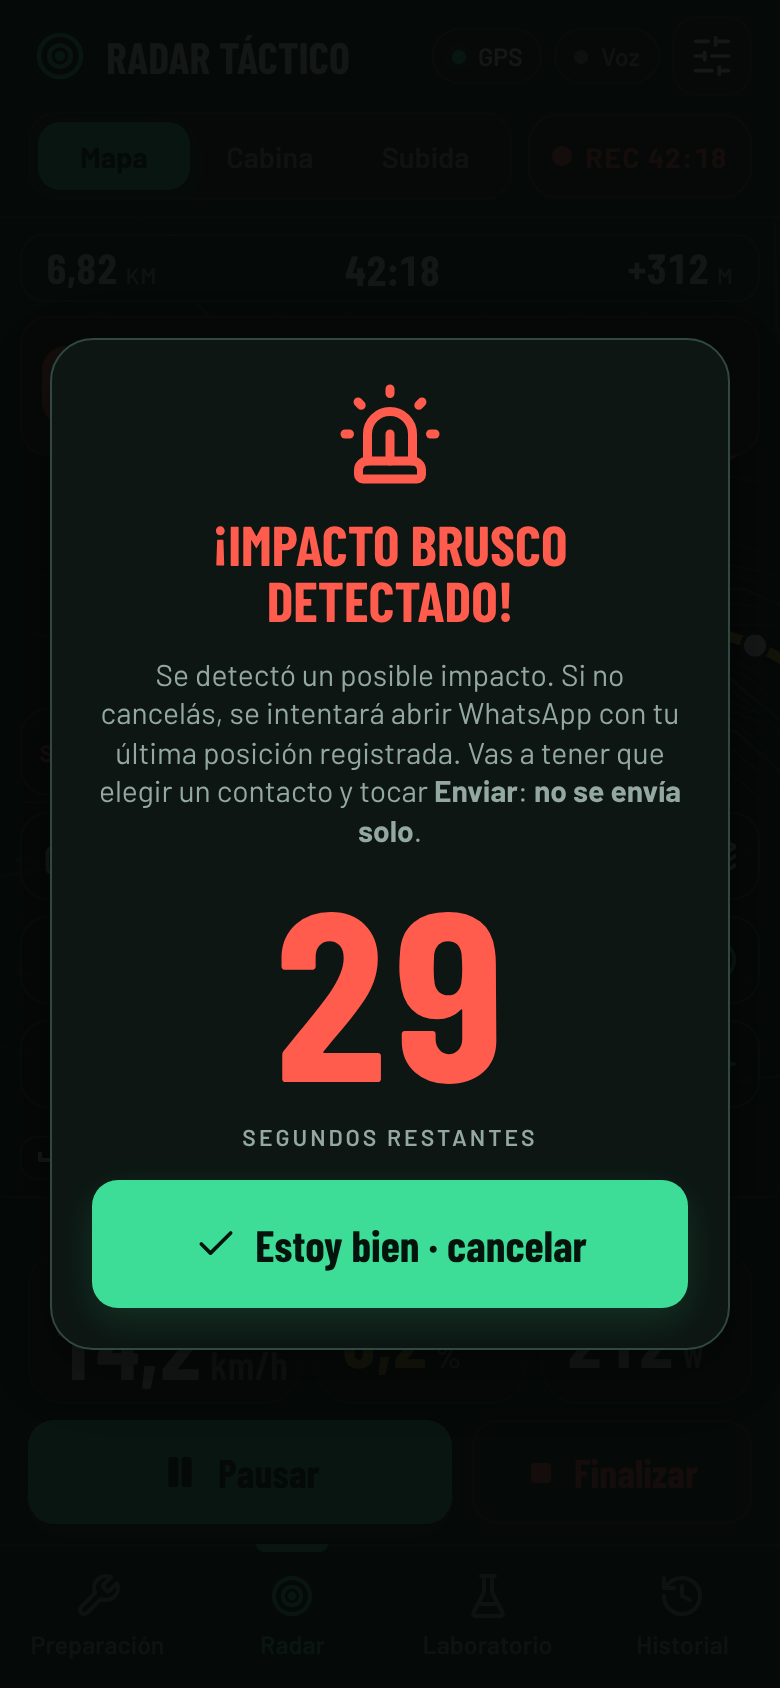 RADAR TÁCTICO
GPS
Voz
Mapa
Cabina
Subida
REC 42:18
6,82 KM
42:18
+312 M
¡IMPACTO BRUSCO
DETECTADO!
Se detectó un posible impacto. Si no
cancelás, se intentará abrir WhatsApp con tu
última posición registrada. Vas a tener que
elegir un contacto y tocar Enviar: no se envía
solo.
29
SEGUNDOS RESTANTES
Estoy bien · cancelar
14,2 km/h
%
212 W
Pausar
Finalizar
Preparación
Radar
Laboratorio
Historial